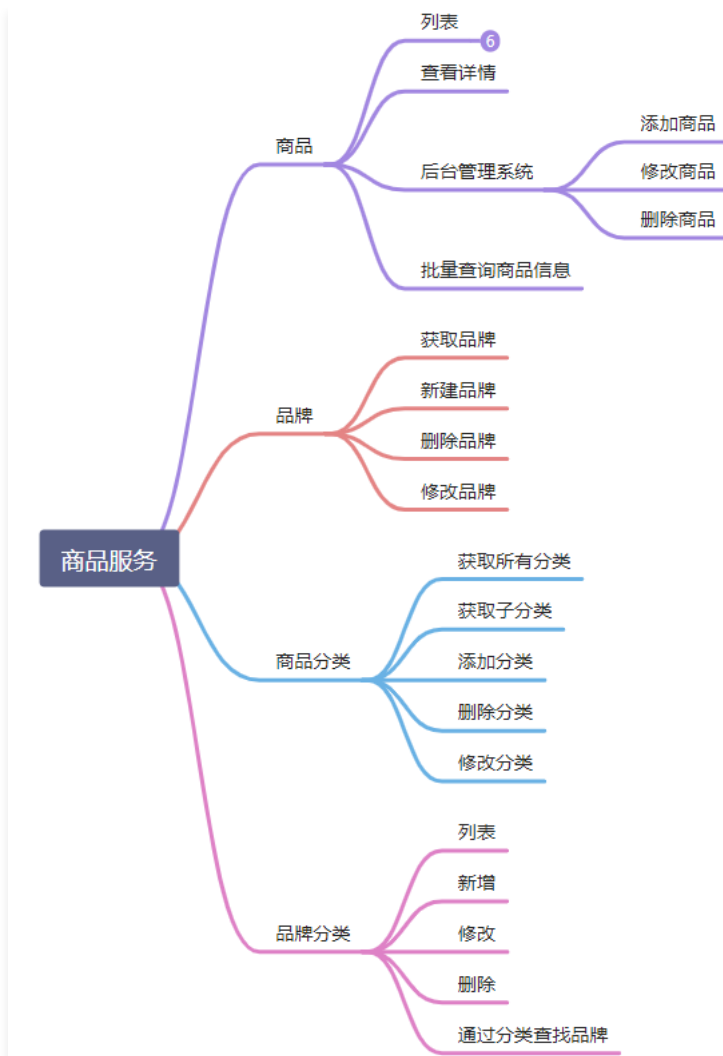 商品服务
商品
列表
6
查看详情
后台管理系统
添加商品
修改商品
删除商品
批量查询商品信息
品牌
获取品牌
新建品牌
删除品牌
修改品牌
商品分类
获取所有分类
获取子分类
添加分类
删除分类
修改分类
品牌分类
列表
新增
修改
删除
通过分类查找品牌